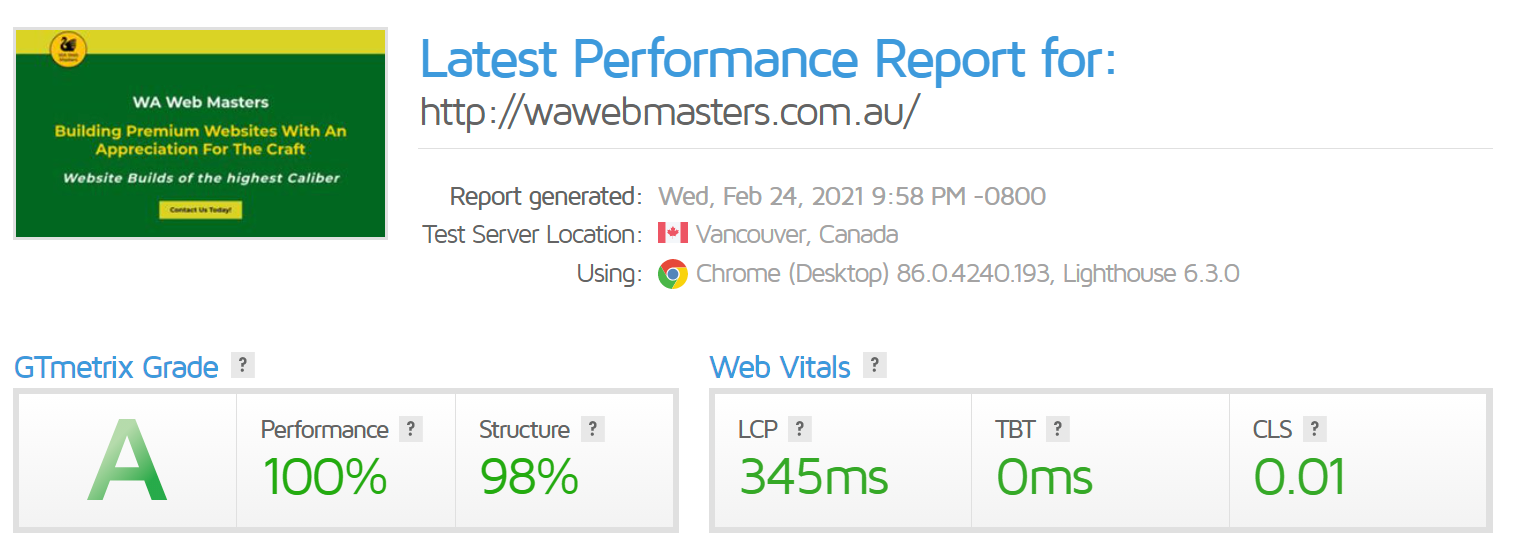 WA Web Masters
Building Premium Websites With An
Appreciation For The Craft
Website Builds of the highest Caliber
Contact Us Today!
Latest Performance Report for:
http://wawebmasters.com.au/
Report generated: Wed, Feb 24, 2021 9:58 PM -0800
Test Server Location: Vancouver, Canada
Using: Chrome (Desktop) 86.0.4240.193, Lighthouse 6.3.0
GTmetrix Grade ?
A
Performance ?
100%
Structure ?
98%
Web Vitals ?
LCP ?
345ms
TBT ?
0ms
CLS ?
0.01